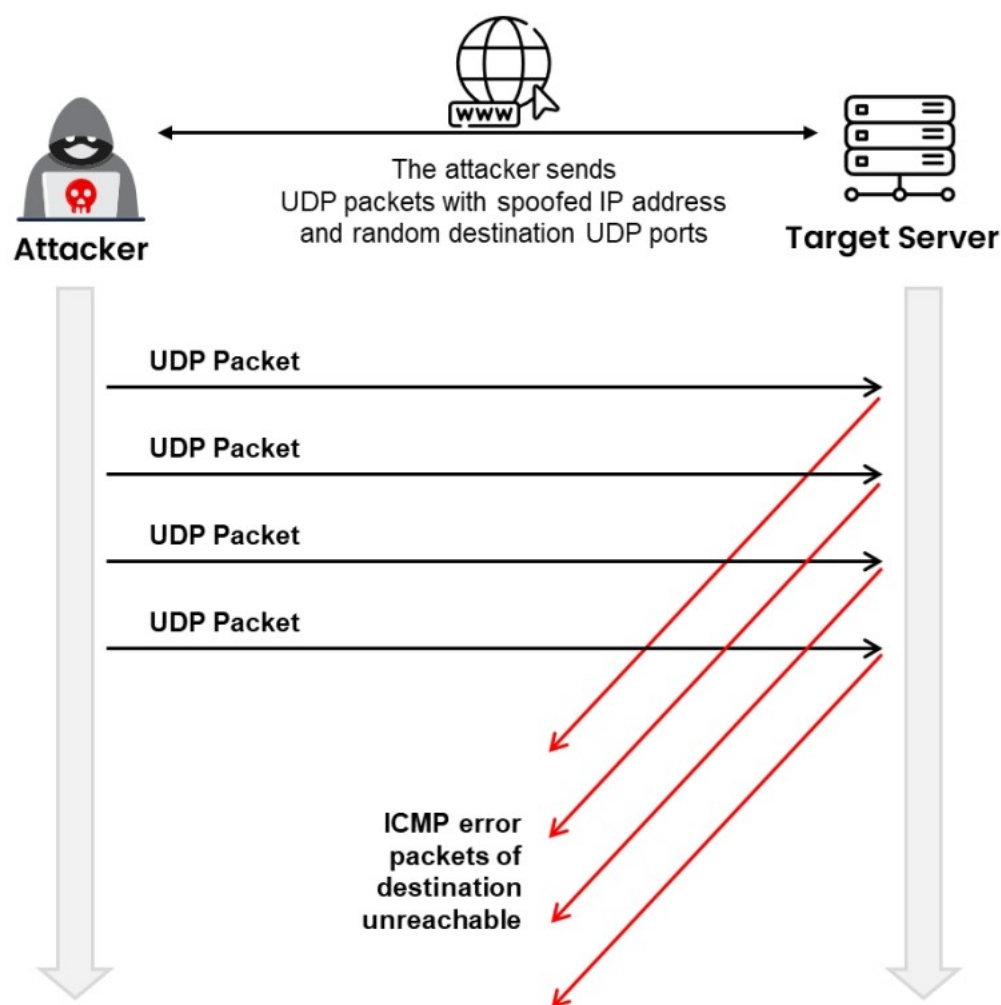 WWW
The attacker sends
UDP packets with spoofed IP address
and random destination UDP ports
Attacker
Target Server
UDP Packet
UDP Packet
UDP Packet
UDP Packet
ICMP error
packets of
destination
unreachable